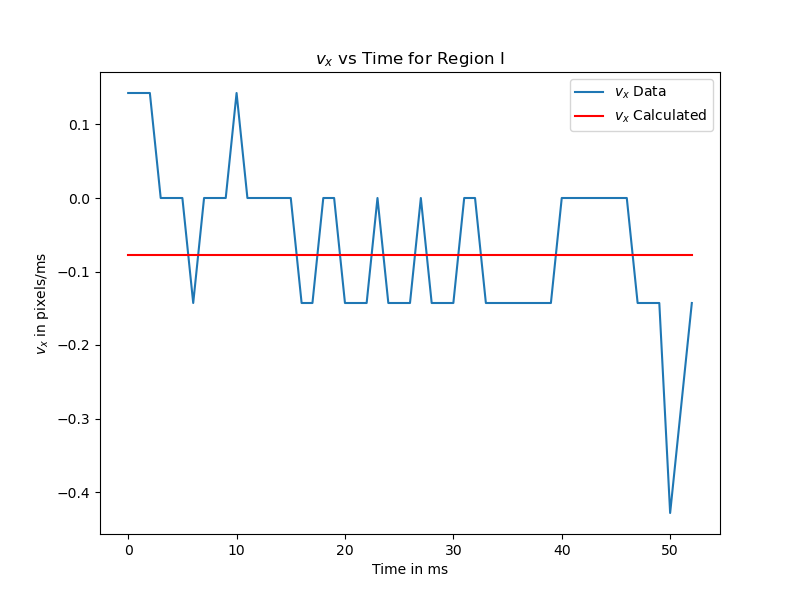 v_x vs Time for Region I
v_x Data
v_x Calculated
0.1
0.0
−0.1
−0.2
−0.3
−0.4
v_x in pixels/ms
0 10 20 30 40 50
Time in ms